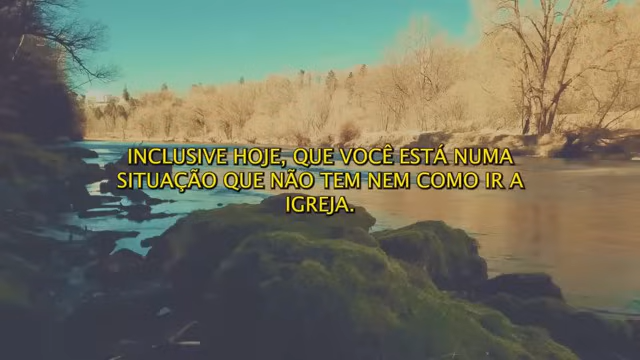 INCLUSIVE HOJE, QUE VOCÊ ESTÁ NUMA
SITUAÇÃO QUE NÃO TEM NEM COMO IR A
IGREJA.